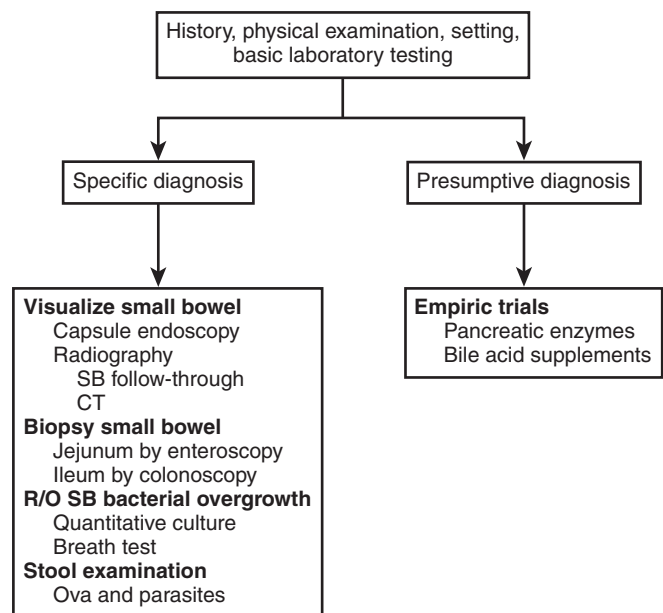 History, physical examination, setting,
basic laboratory testing
Specific diagnosis
Presumptive diagnosis
Visualize small bowel
Capsule endoscopy
Radiography
SB follow-through
CT
Biopsy small bowel
Jejunum by enteroscopy
Ileum by colonoscopy
R/O SB bacterial overgrowth
Quantitative culture
Breath test
Stool examination
Ova and parasites
Empiric trials
Pancreatic enzymes
Bile acid supplements